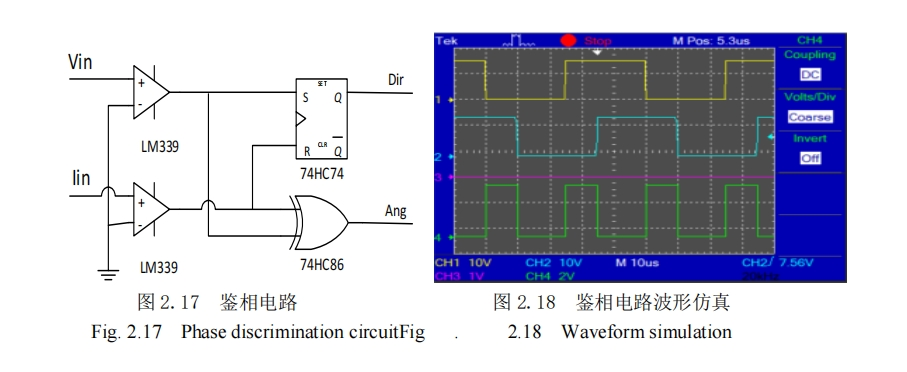 Vin
+
-
LM339
Iin
+
-
LM339
SET
S Q
R CLR Q
74HC74
Dir
Ang
74HC86
Tek Stop M Pos: 5.3us CH4
Coupling
DC
Volts/Div
Coarse
Invert
Off
1
2
3
4
CH1 10V CH2 10V M 10us CH2/ 7.56V
CH3 1V CH4 2V
图 2.17 鉴相电路 图 2.18 鉴相电路波形仿真
Fig. 2.17 Phase discrimination circuitFig . 2.18 Waveform simulation